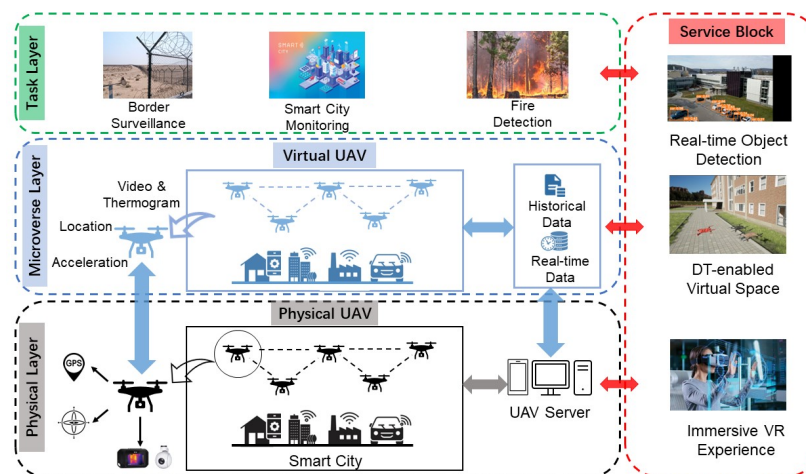 Task Layer
Border
Surveillance
SMART
CITY
Smart City
Monitoring
Fire
Detection
Service Block
Real-time Object
Detection
DT-enabled
Virtual Space
Immersive VR
Experience
Microverse Layer
Virtual UAV
Video &
Thermogram
Location
Acceleration
Historical
Data
Real-time
Data
Physical Layer
Physical UAV
GPS
Smart City
UAV Server